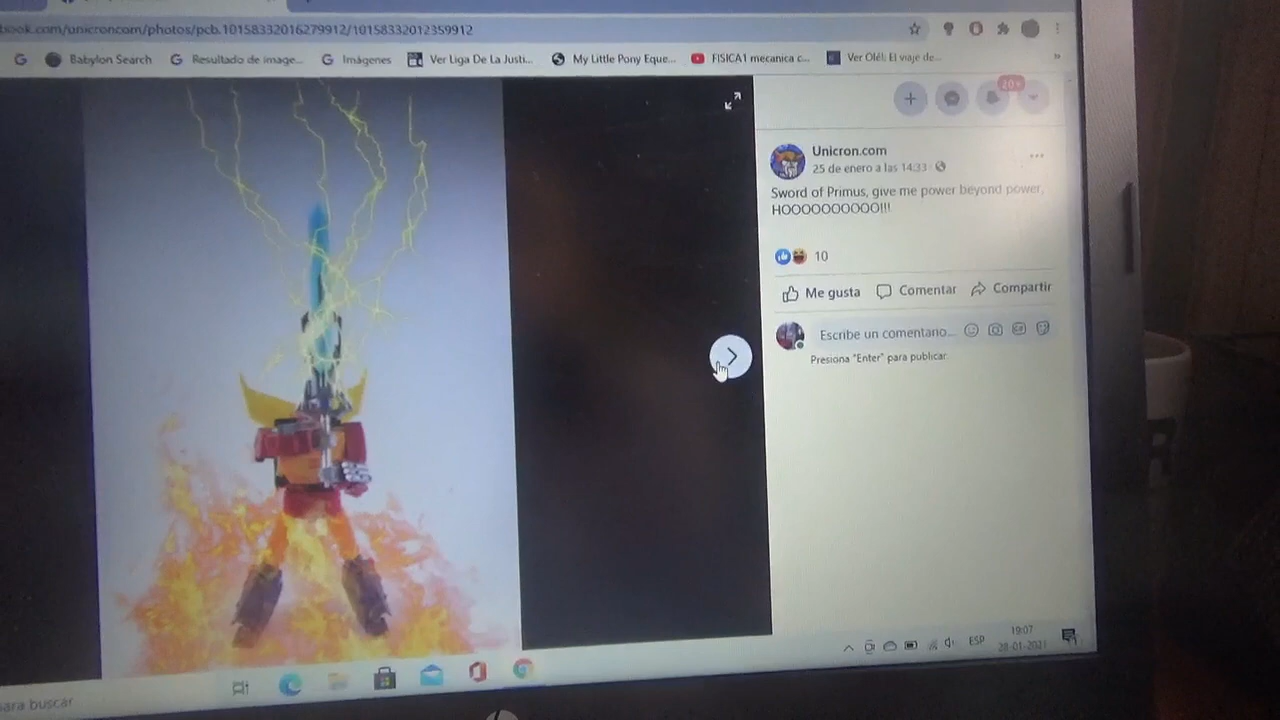 book.com/unicroncom/photos/pcb.10158332016279912/10158332012359912
Babylon Search
Resultado de image...
Imágenes
Ver Liga De La Justi...
My Little Pony Eque...
FISICA1 mecanica c...
Ver Olé!: El viaje de...
»
20+
Unicron.com
25 de enero a las 14:33
Sword of Primus, give me power beyond power,
HOOOOOOOOOO!!!
10
Me gusta
Comentar
Compartir
Escribe un comentario...
Presiona "Enter" para publicar.
ESP
19:07
28-01-2021
para buscar